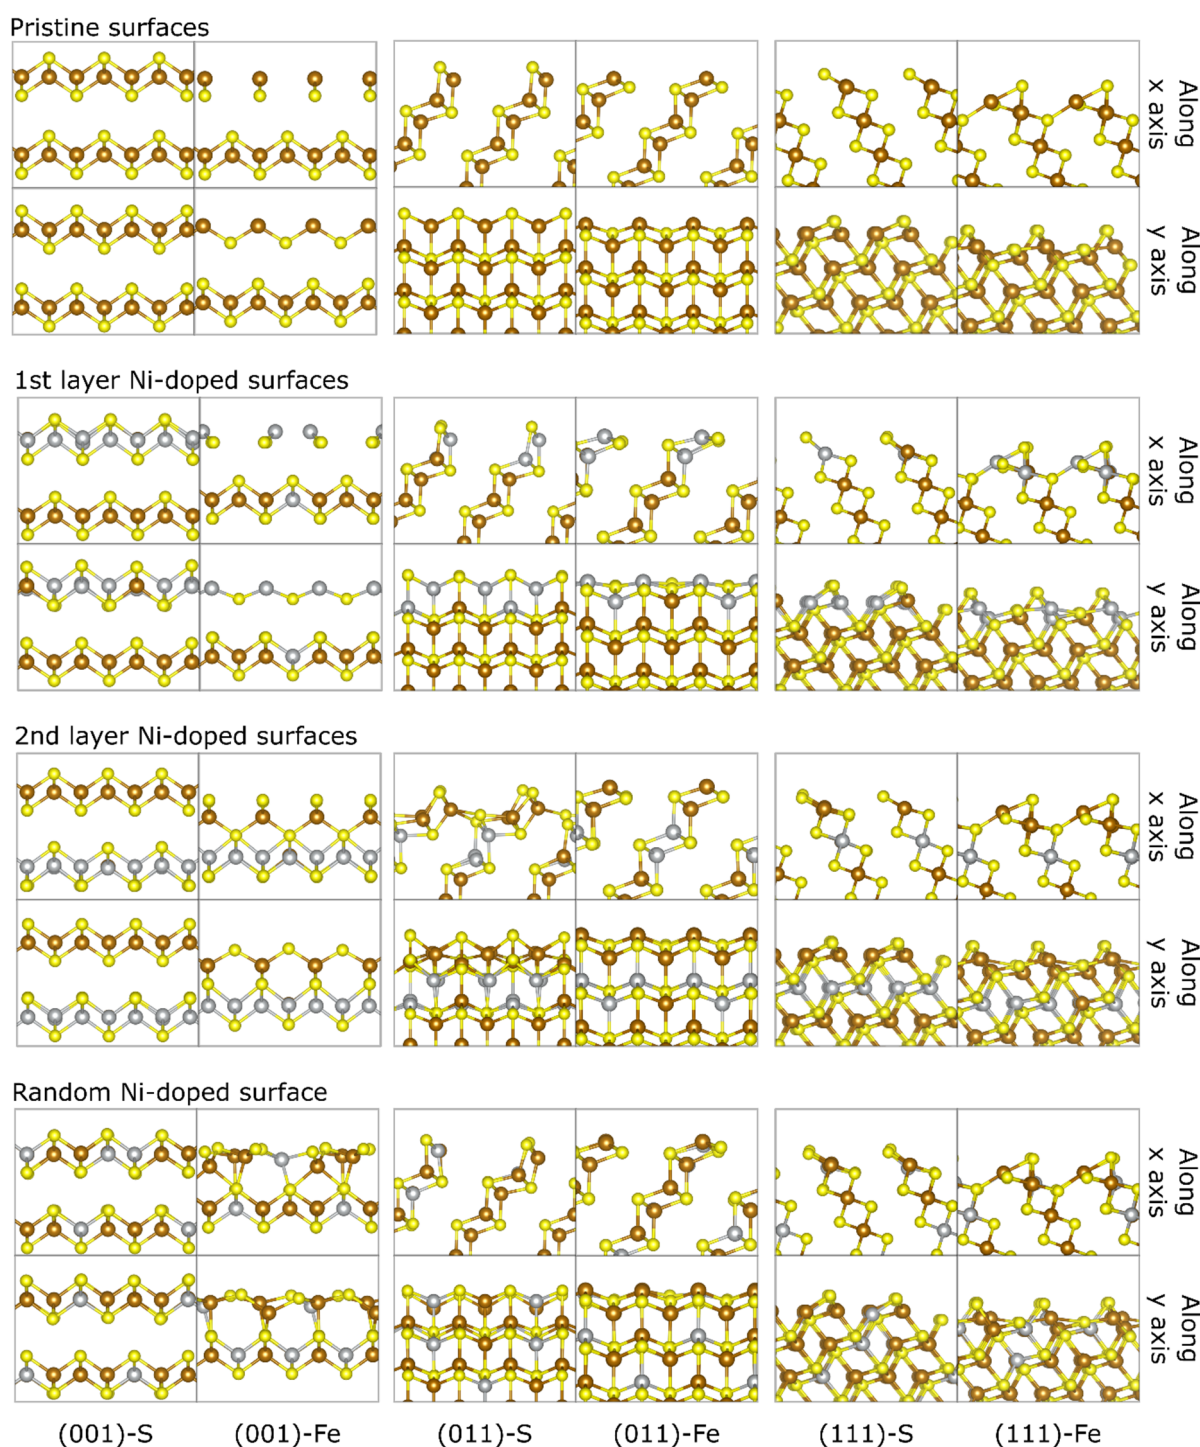 Pristine surfaces
Along
x axis
Along
y axis
1st layer Ni-doped surfaces
Along
x axis
Along
y axis
2nd layer Ni-doped surfaces
Along
x axis
Along
y axis
Random Ni-doped surface
Along
x axis
Along
y axis
(001)-S
(001)-Fe
(011)-S
(011)-Fe
(111)-S
(111)-Fe